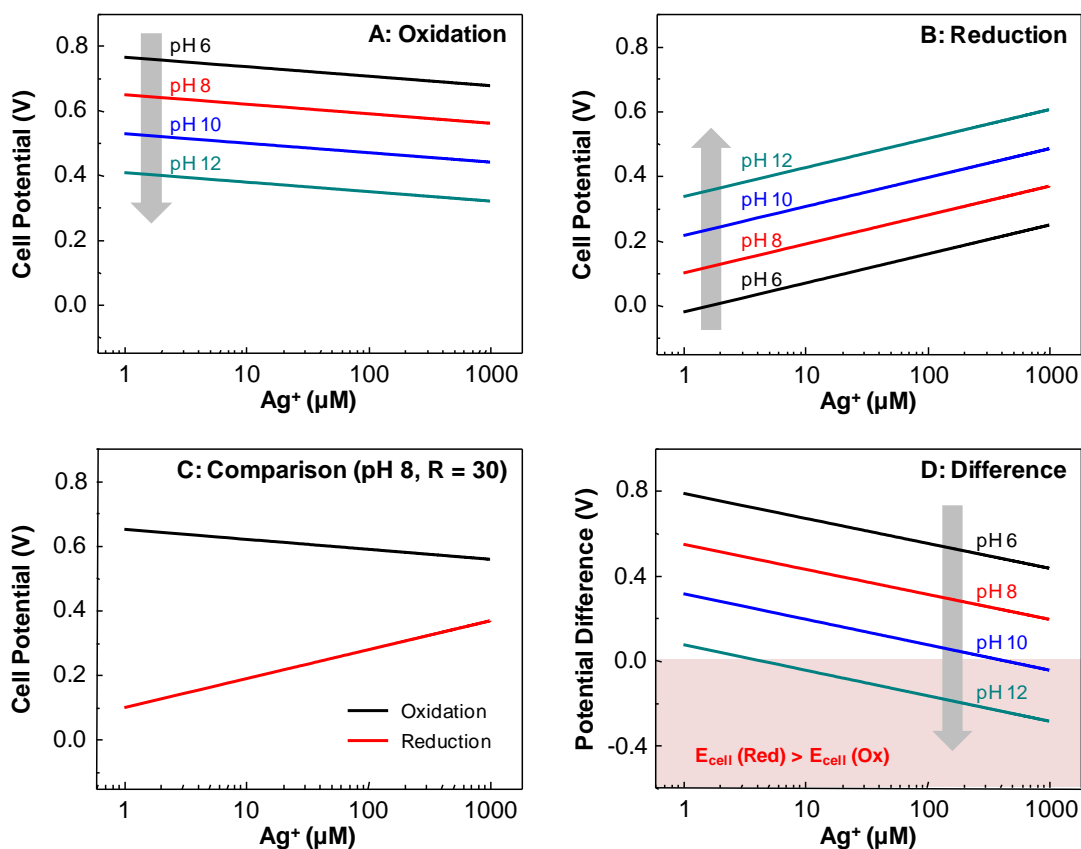 A: Oxidation
0.8
0.6
0.4
0.2
0.0
Cell Potential (V)
pH 6
pH 8
pH 10
pH 12
1 10 100 1000
Ag⁺ (µM)
B: Reduction
0.8
0.6
0.4
0.2
0.0
Cell Potential (V)
pH 12
pH 10
pH 8
pH 6
1 10 100 1000
Ag⁺ (µM)
C: Comparison (pH 8, R = 30)
0.8
0.6
0.4
0.2
0.0
Cell Potential (V)
Oxidation
Reduction
1 10 100 1000
Ag⁺ (µM)
D: Difference
0.8
0.4
0.0
-0.4
Potential Difference (V)
pH 6
pH 8
pH 10
pH 12
E_cell (Red) > E_cell (Ox)
1 10 100 1000
Ag⁺ (µM)